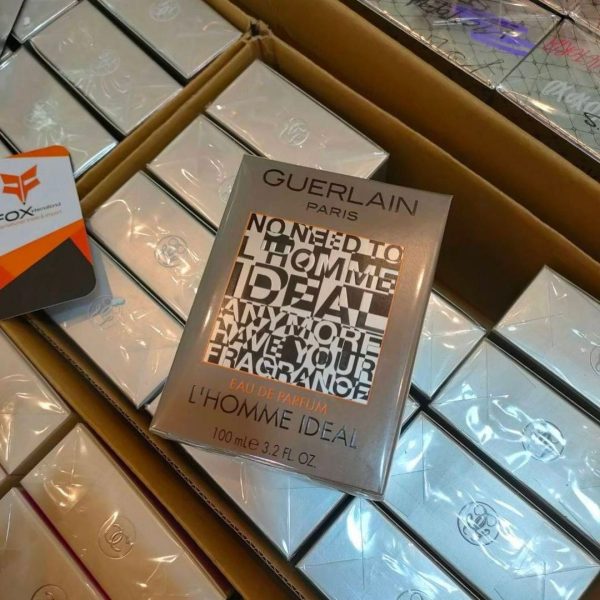 FOX
GUERLAIN
PARIS
NO NEED TO
L'HOMME
IDEAL
ANYMORE
HAVE YOUR
FRAGRANCE
EAU DE PARFUM
L'HOMME IDEAL
100 mL ℮ 3.2 FL. OZ.